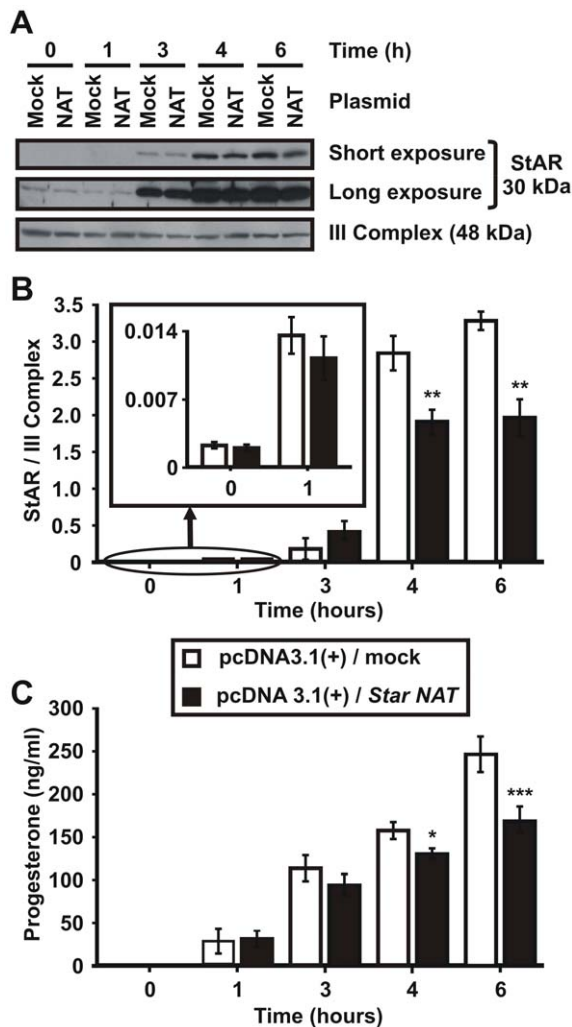 A
0 1 3 4 6 Time (h)
Mock NAT Mock NAT Mock NAT Mock NAT Mock NAT Plasmid
Short exposure
StAR
30 kDa
Long exposure
III Complex (48 kDa)
B
StAR / III Complex
3.5
3.0
2.5
2.0
1.5
1.0
0.5
0
0.014
0.007
0
0 1
** **
0 1 3 4 6
Time (hours)
pcDNA3.1(+) / mock
pcDNA 3.1(+) / Star NAT
C
Progesterone (ng/ml)
300
250
200
150
100
50
0
* ***
0 1 3 4 6
Time (hours)